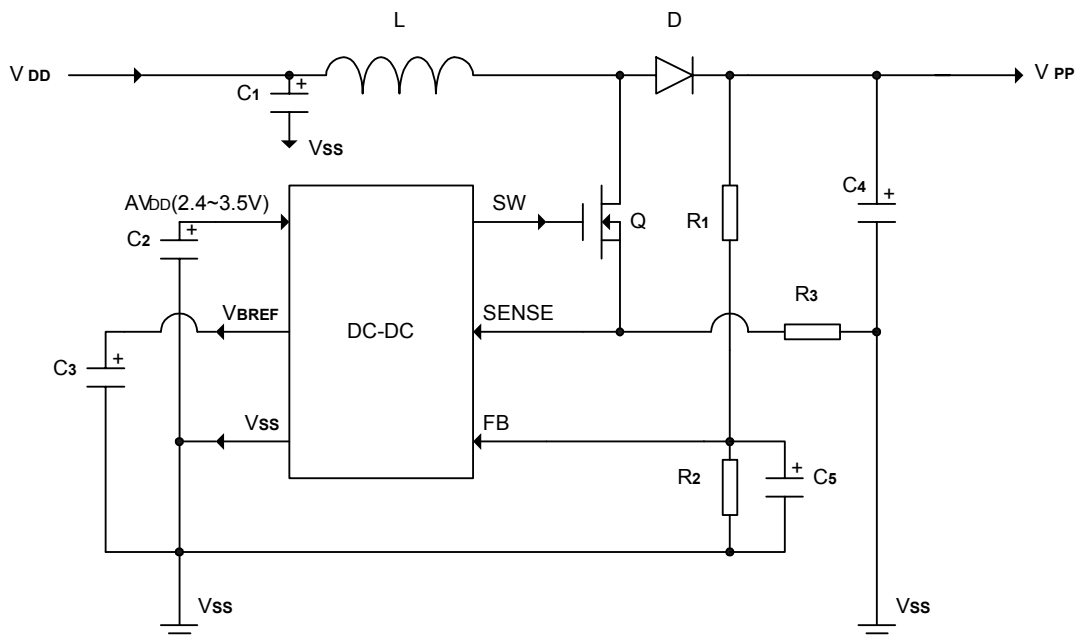 L
D
V DD
V PP
C1
+
+
Vss
C4
AVDD(2.4~3.5V)
SW
+
C2
Q
R1
R3
VBREF
SENSE
DC-DC
+
C3
Vss
FB
+
R2
C5
Vss
Vss